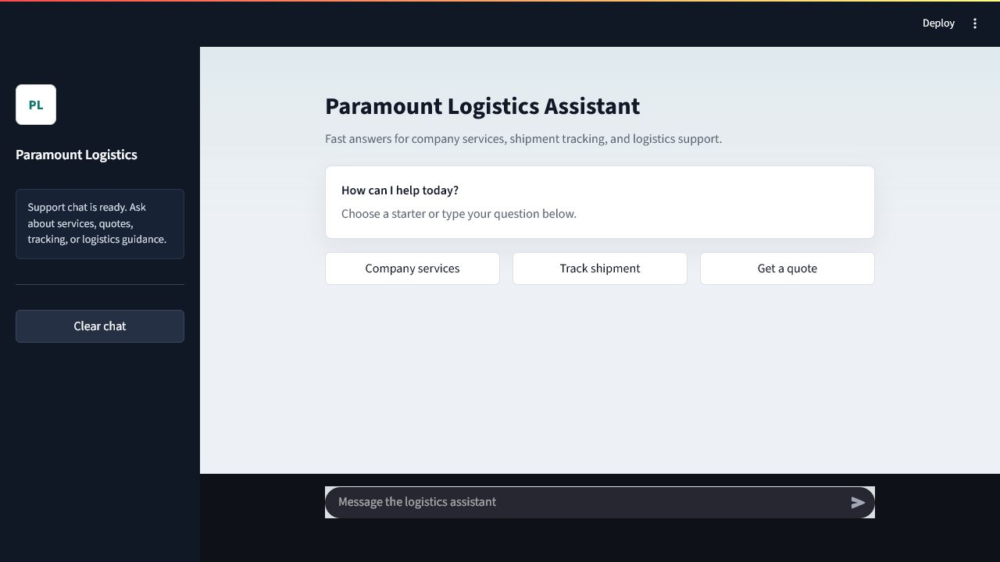 Deploy
PL
Paramount Logistics
Support chat is ready. Ask
about services, quotes,
tracking, or logistics guidance.
Clear chat
Paramount Logistics Assistant
Fast answers for company services, shipment tracking, and logistics support.
How can I help today?
Choose a starter or type your question below.
Company services
Track shipment
Get a quote
Message the logistics assistant